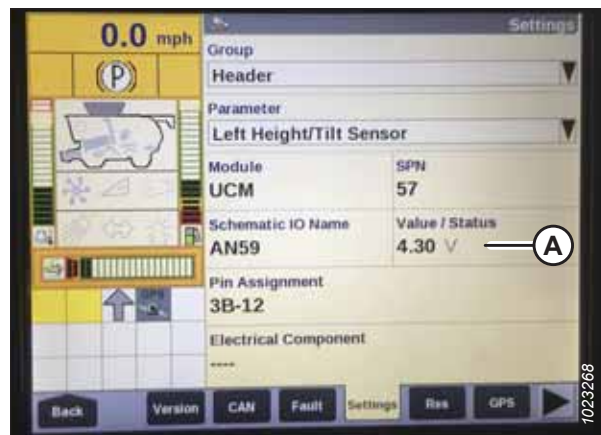 0.0 mph
Settings
Group
Header
(P)
Parameter
Left Height/Tilt Sensor
Module
SPN
UCM
57
Schematic IO Name
Value / Status
AN59
4.30 V
A
Pin Assignment
3B-12
Electrical Component
----
Back
Version
CAN
Fault
Settings
Res
GPS
1023268